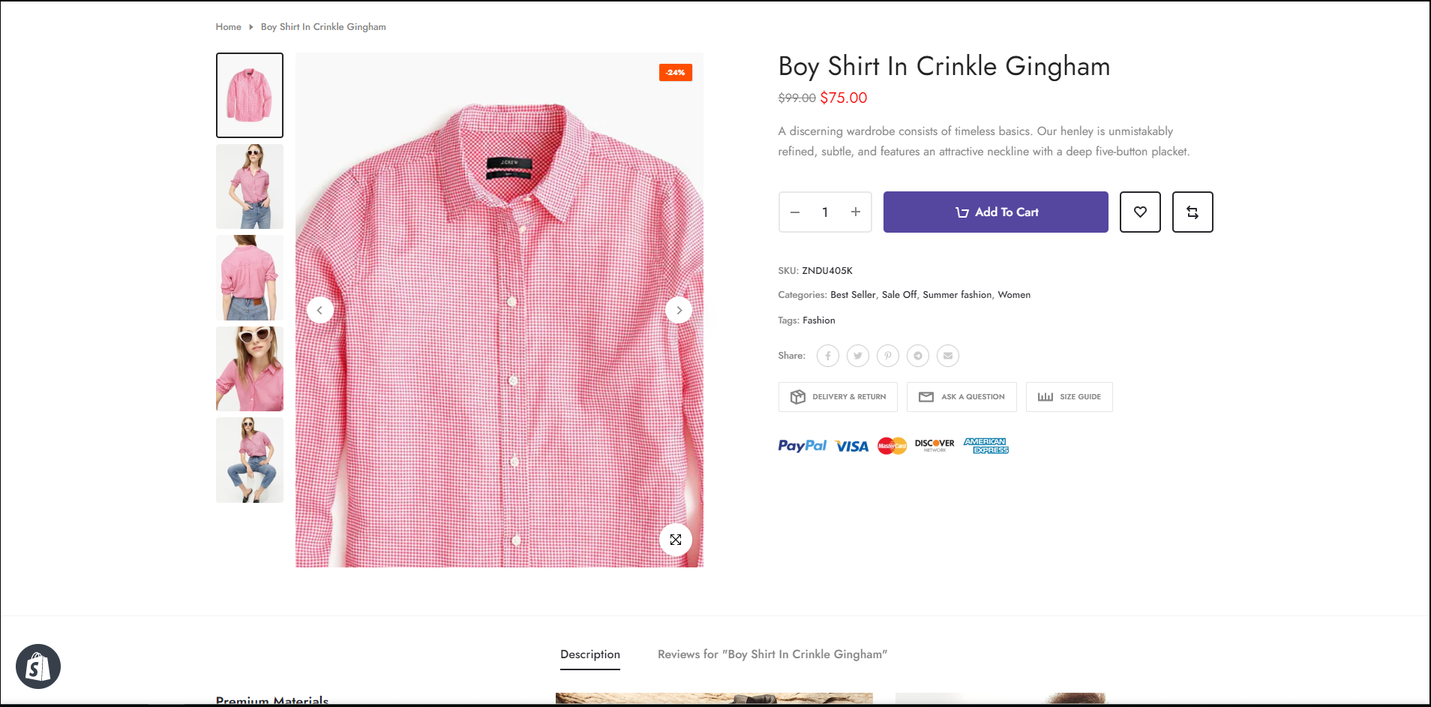 Home Boy Shirt In Crinkle Gingham
-24%
J.CREW
Boy Shirt In Crinkle Gingham
$99.00 $75.00
A discerning wardrobe consists of timeless basics. Our henley is unmistakably
refined, subtle, and features an attractive neckline with a deep five-button placket.
1
Add To Cart
SKU: ZNDU405K
Categories: Best Seller, Sale Off, Summer fashion, Women
Tags: Fashion
Share:
DELIVERY & RETURN ASK A QUESTION SIZE GUIDE
PayPal VISA MasterCard DISCOVER NETWORK AMERICAN EXPRESS
Description Reviews for "Boy Shirt In Crinkle Gingham"
Premium Materials